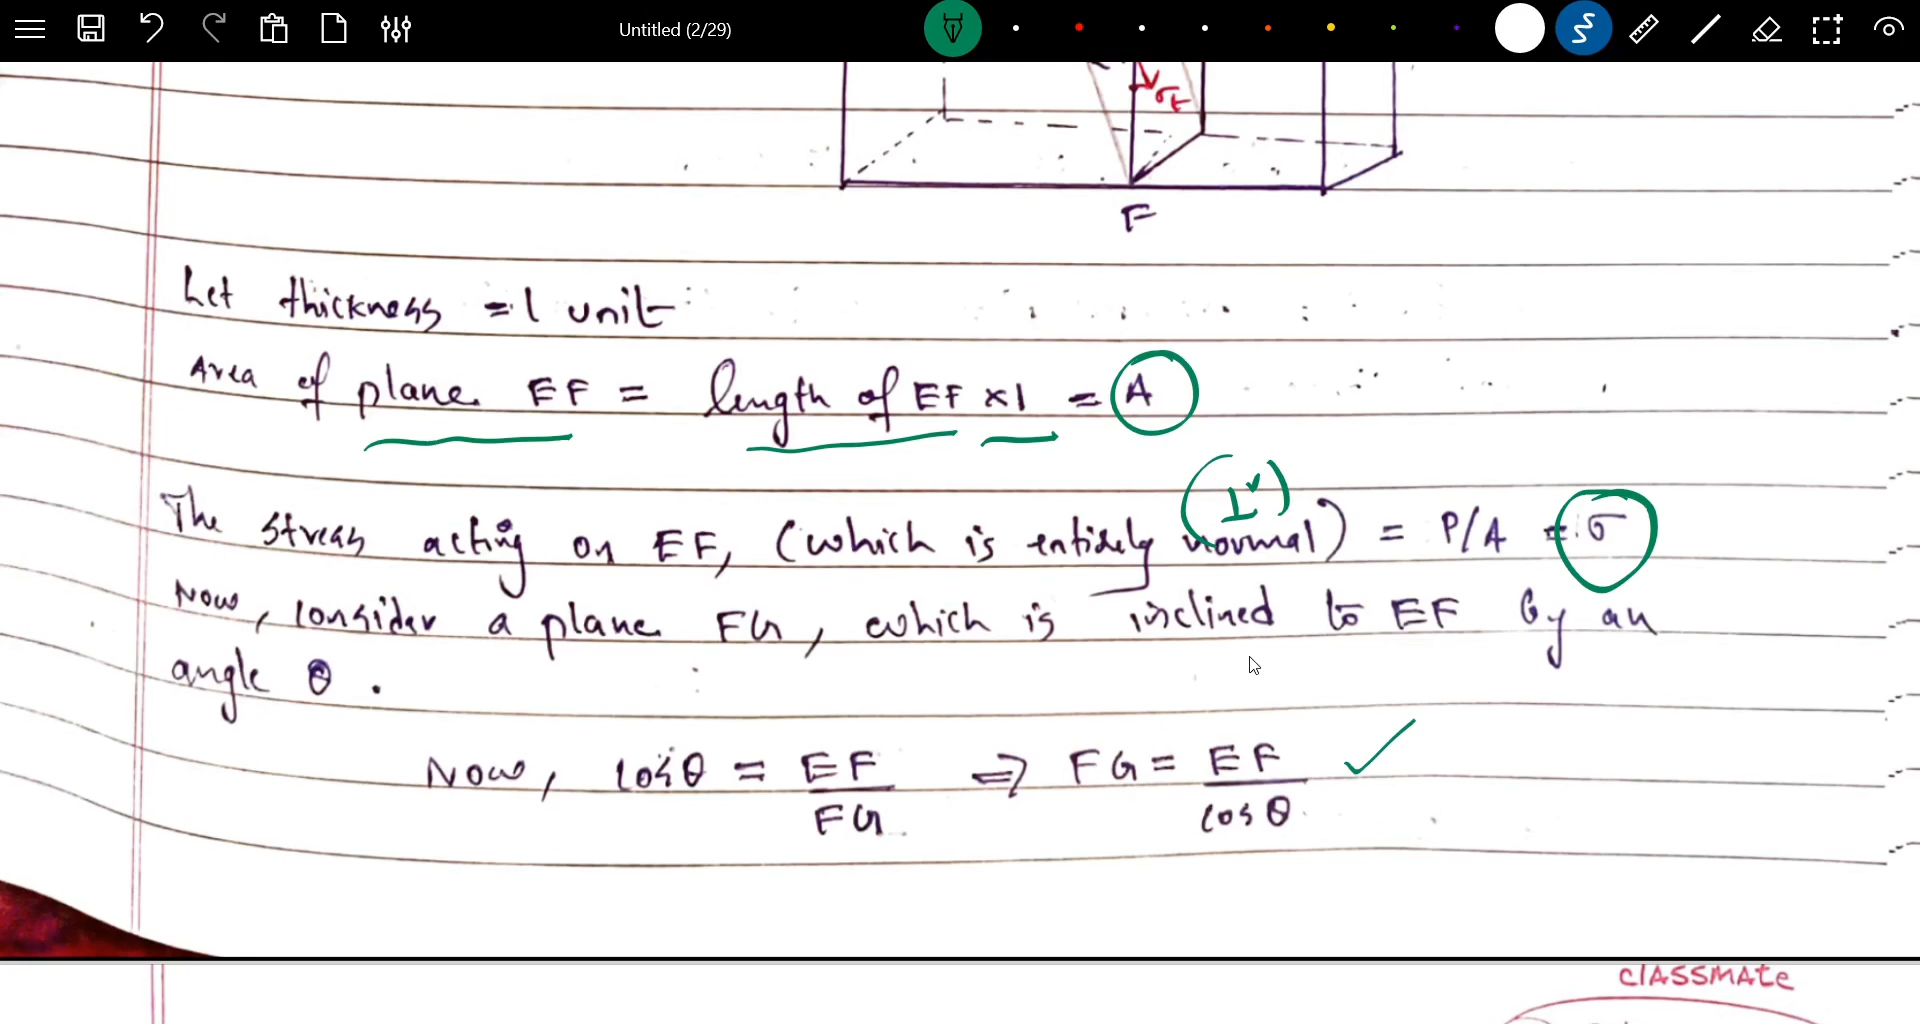 Untitled (2/29)
σt
F
Let thickness = 1 unit
Area of plane EF = length of EF x1 = A
(⊥r)
The stress acting on EF, (which is entirely normal) = P/A = σ
Now, consider a plane FG, which is inclined to EF by an
angle θ.
Now, cosθ = EF/FG ⇒ FG = EF/cosθ
classmate